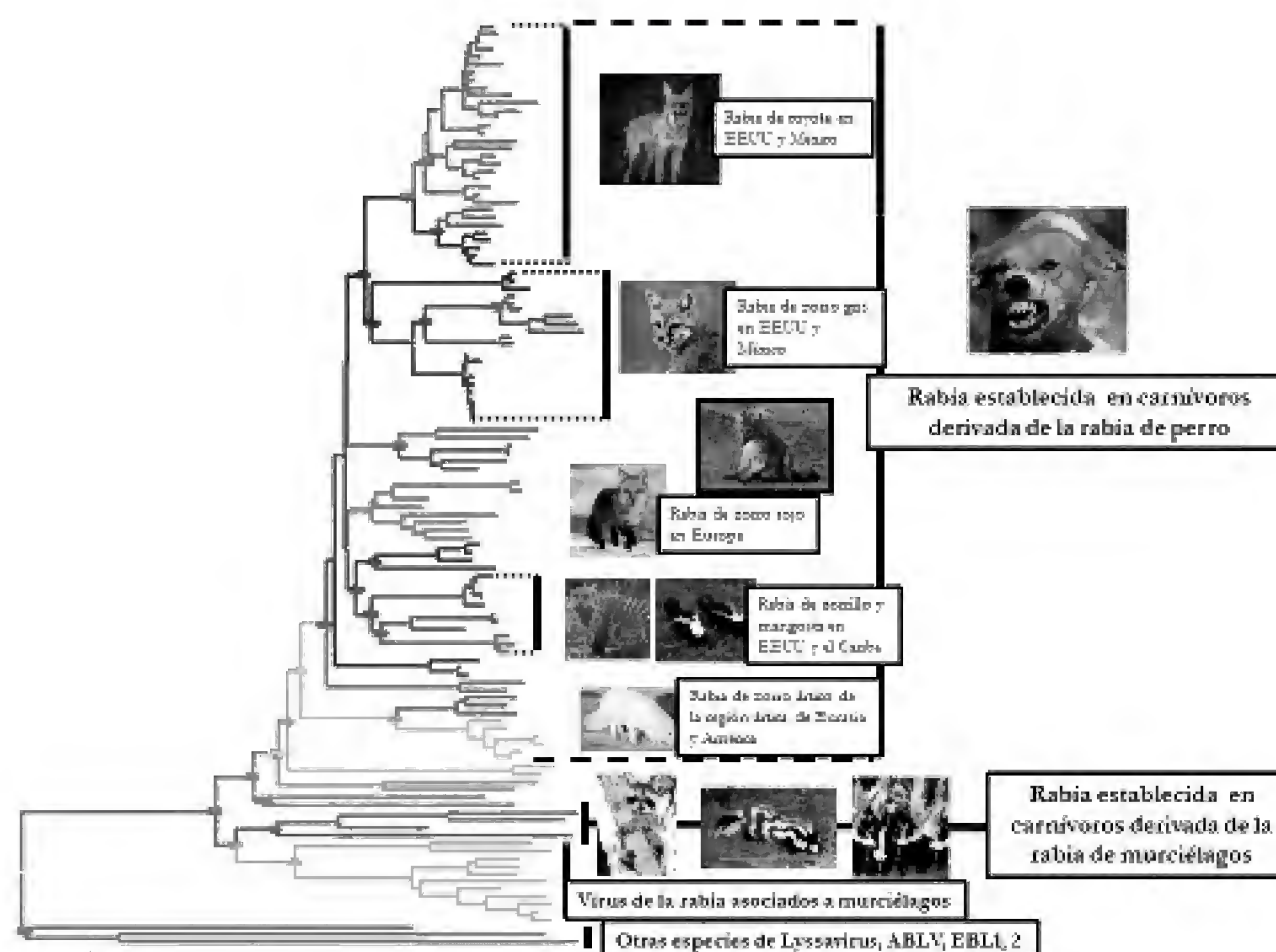 Rabia de coyote en
EEUU y México
Rabia de zorro gris
en EEUU y
México
Rabia establecida en carnívoros
derivada de la rabia de perro
Rabia de zorro rojo
en Europa
Rabia de zorrillo y
mangosta en
EEUU y el Caribe
Rabia de zorro ártico de
la región ártica de Eurasia
y América
Rabia establecida en
carnívoros derivada de la
rabia de murciélagos
Virus de la rabia asociados a murciélagos
Otras especies de Lyssavirus, ABLV, EBL1, 2